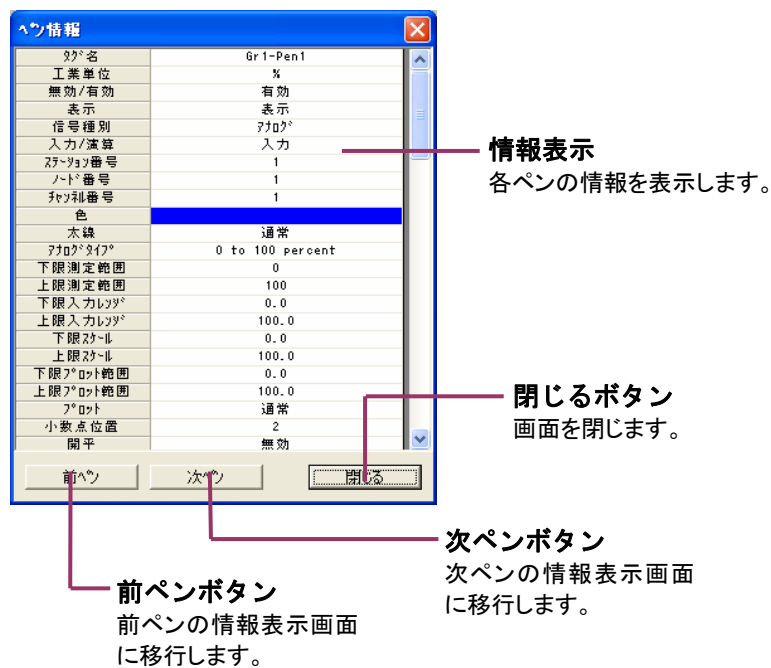 ﾍﾟﾝ情報
ﾀｸﾞ名 Gr1-Pen1
工業単位 %
無効/有効 有効
表示 表示
信号種別 ｱﾅﾛｸﾞ
入力/演算 入力
ｽﾃｰｼｮﾝ番号 1
ﾉｰﾄﾞ番号 1
ﾁｬﾝﾈﾙ番号 1
色
太線 通常
ｱﾅﾛｸﾞﾀｲﾌﾟ 0 to 100 percent
下限測定範囲 0
上限測定範囲 100
下限入力ﾚﾝｼﾞ 0.0
上限入力ﾚﾝｼﾞ 100.0
下限ｽｹｰﾙ 0.0
上限ｽｹｰﾙ 100.0
下限ﾌﾟﾛｯﾄ範囲 0.0
上限ﾌﾟﾛｯﾄ範囲 100.0
ﾌﾟﾛｯﾄ 通常
小数点位置 2
開平 無効
前ﾍﾟﾝ 次ﾍﾟﾝ 閉じる
情報表示
各ペンの情報を表示します。
閉じるボタン
画面を閉じます。
次ペンボタン
次ペンの情報表示画面
に移行します。
前ペンボタン
前ペンの情報表示画面
に移行します。